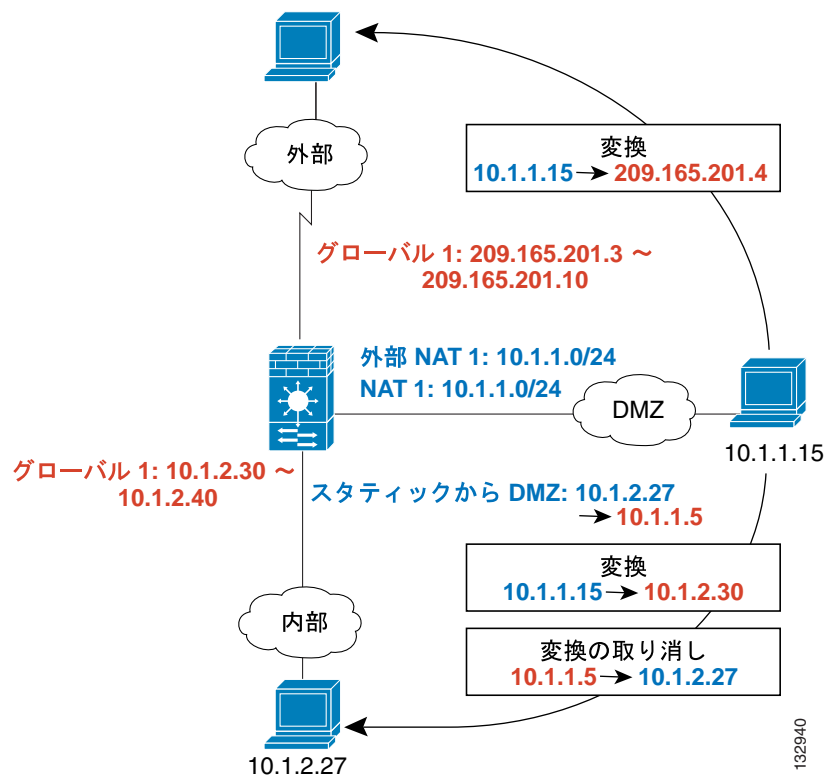 外部
変換
10.1.1.15 → 209.165.201.4
グローバル 1: 209.165.201.3 ～
209.165.201.10
外部 NAT 1: 10.1.1.0/24
NAT 1: 10.1.1.0/24
DMZ
10.1.1.15
グローバル 1: 10.1.2.30 ～
10.1.2.40
スタティックから DMZ: 10.1.2.27
→ 10.1.1.5
変換
10.1.1.15 → 10.1.2.30
内部
変換の取り消し
10.1.1.5 → 10.1.2.27
10.1.2.27
132940